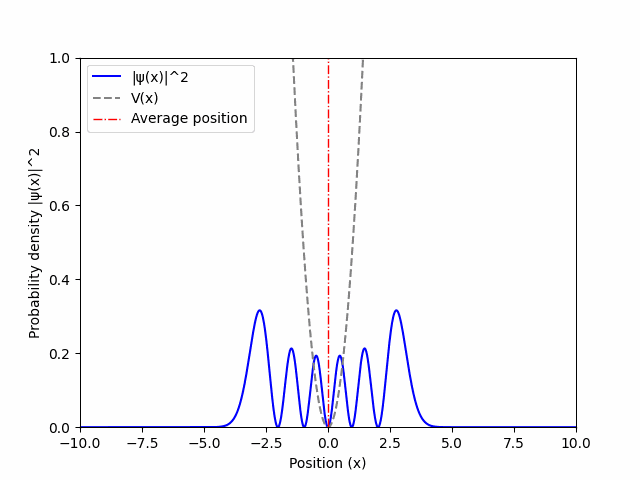 |ψ(x)|^2
V(x)
Average position
1.0
0.8
0.6
0.4
0.2
0.0
Probability density |ψ(x)|^2
−10.0 −7.5 −5.0 −2.5 0.0 2.5 5.0 7.5 10.0
Position (x)